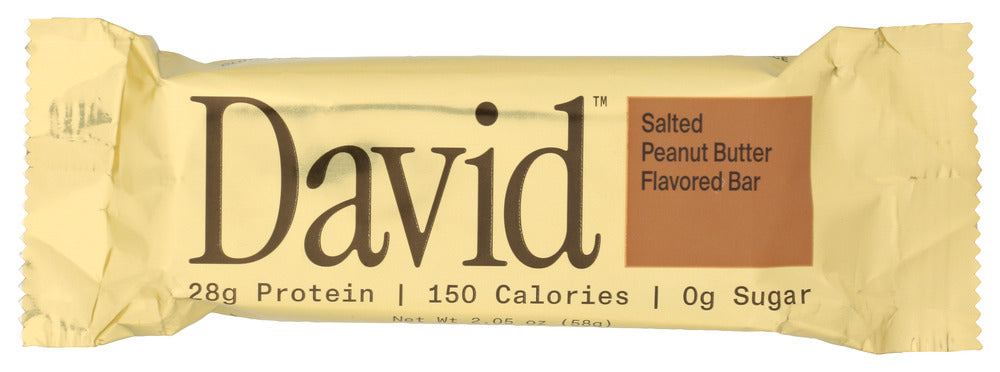 David™
Salted
Peanut Butter
Flavored Bar
28g Protein | 150 Calories | 0g Sugar
Net Wt 2.05 oz (58g)